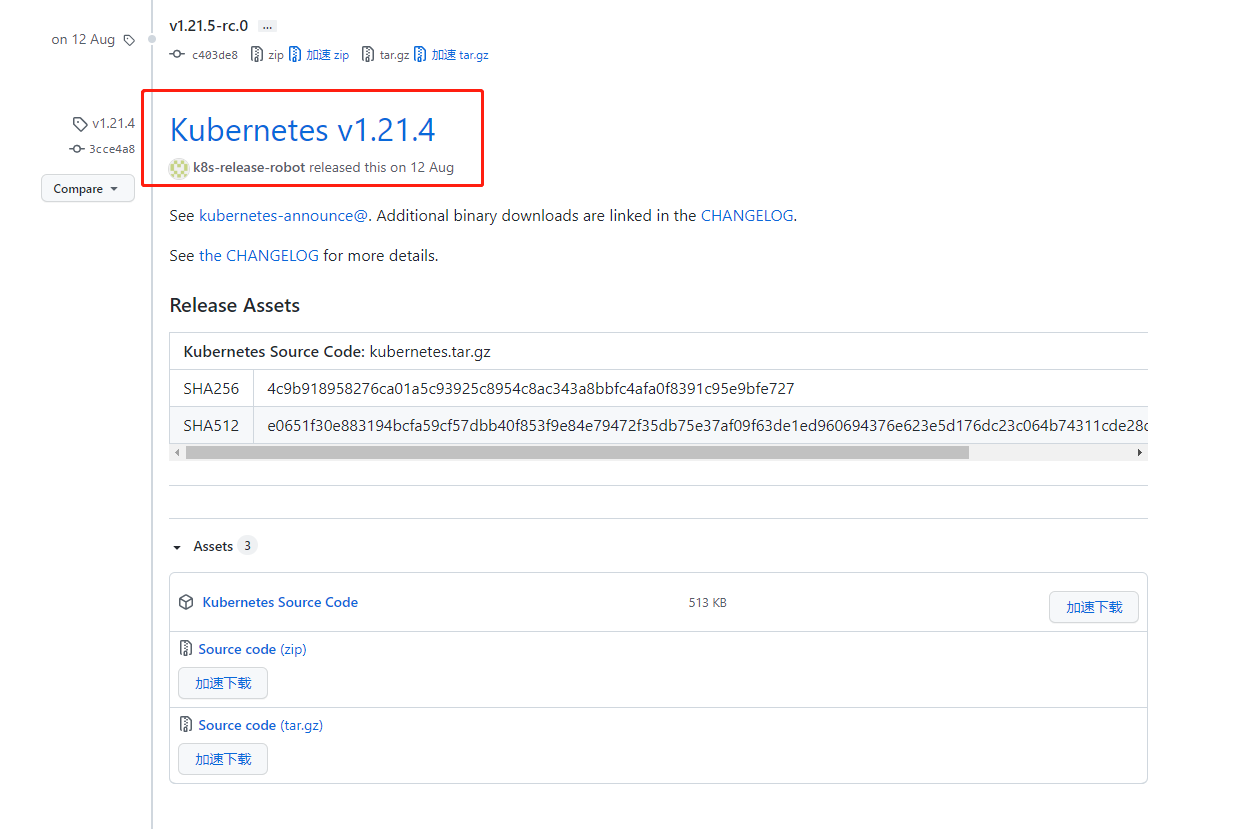 v1.21.5-rc.0 ...
on 12 Aug
c403de8 zip 加速 zip tar.gz 加速 tar.gz
v1.21.4
3cce4a8
Compare
Kubernetes v1.21.4
k8s-release-robot released this on 12 Aug
See kubernetes-announce@. Additional binary downloads are linked in the CHANGELOG.
See the CHANGELOG for more details.
Release Assets
Kubernetes Source Code: kubernetes.tar.gz
SHA256 4c9b918958276ca01a5c93925c8954c8ac343a8bbfc4afa0f8391c95e9bfe727
SHA512 e0651f30e883194bcfa59cf57dbb40f853f9e84e79472f35db75e37af09f63de1ed960694376e623e5d176dc23c064b74311cde28
Assets 3
Kubernetes Source Code 513 KB 加速下载
Source code (zip)
加速下载
Source code (tar.gz)
加速下载